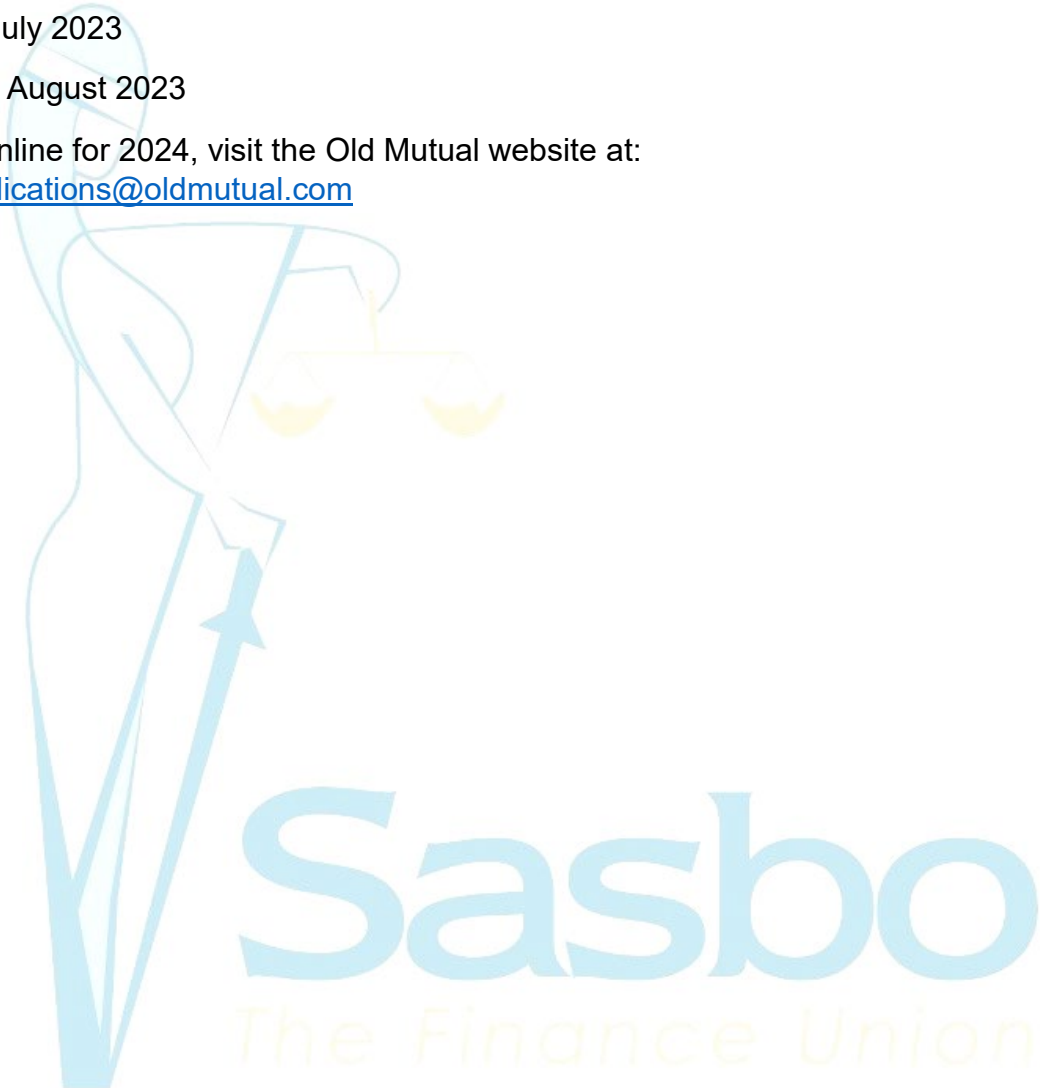 uly 2023
August 2023
nline for 2024, visit the Old Mutual website at:
lications@oldmutual.com
Sasbo
The Finance Union